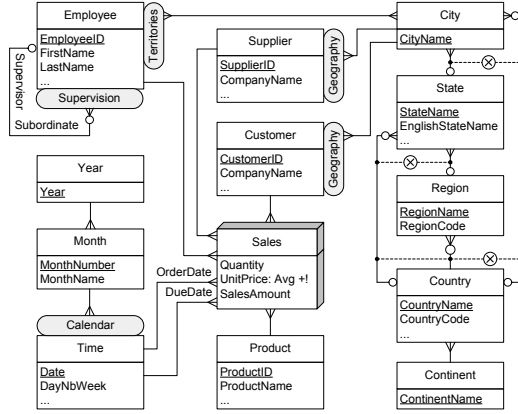 Employee
EmployeeID
FirstName
LastName
...
Supervision
Supervisor
Subordinate
Territories
Supplier
SupplierID
CompanyName
...
Geography
City
CityName
...
State
StateName
EnglishStateName
...
Customer
CustomerID
CompanyName
...
Geography
Year
Year
Region
RegionName
RegionCode
Month
MonthNumber
MonthName
Sales
Quantity
UnitPrice: Avg +!
SalesAmount
OrderDate
DueDate
Country
CountryName
CountryCode
...
Calendar
Time
Date
DayNbWeek
...
Product
ProductID
ProductName
...
Continent
ContinentName